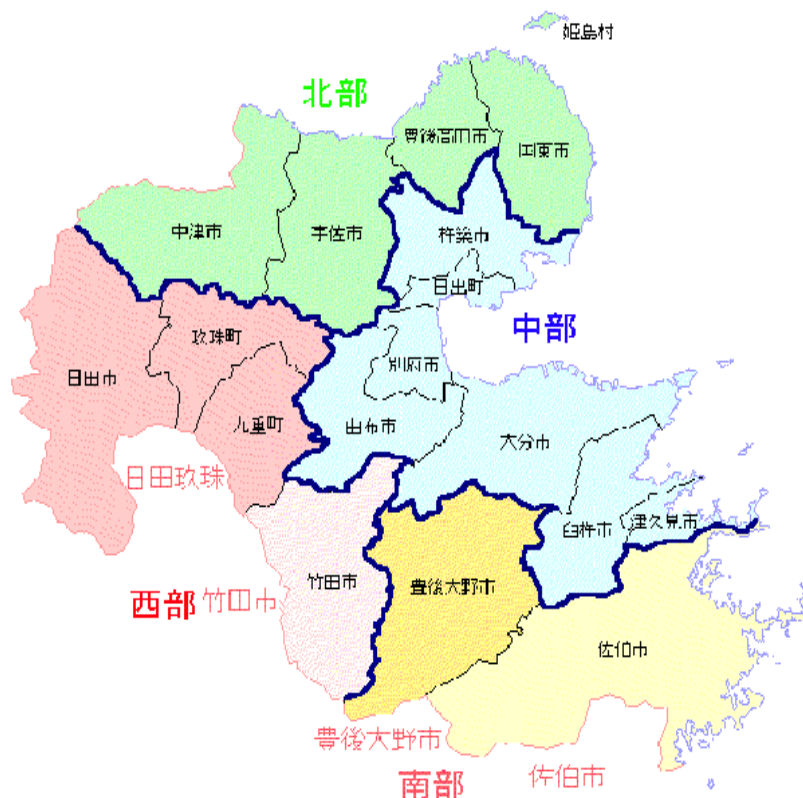 姫島村
北部
豊後高田市
国東市
中津市
宇佐市
杵築市
日出町
中部
玖珠町
別府市
日田市
九重町
由布市
大分市
日田玖珠
臼杵市
津久見市
竹田市
豊後大野市
西部
竹田市
佐伯市
豊後大野市
南部
佐伯市